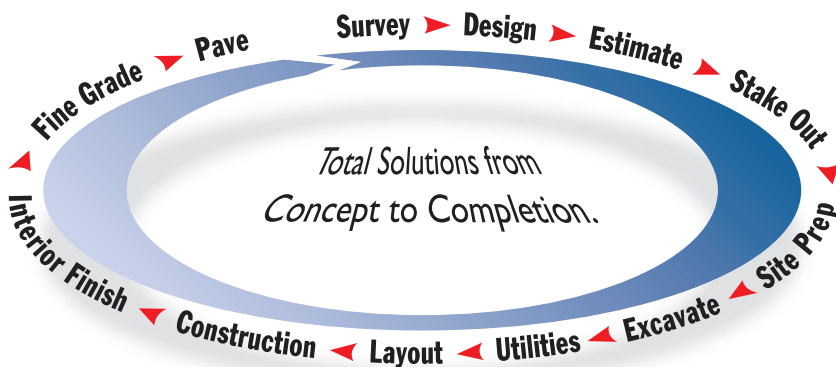 Survey
Design
Estimate
Stake Out
Site Prep
Excavate
Utilities
Layout
Construction
Interior Finish
Fine Grade
Pave
Total Solutions from
Concept to Completion.